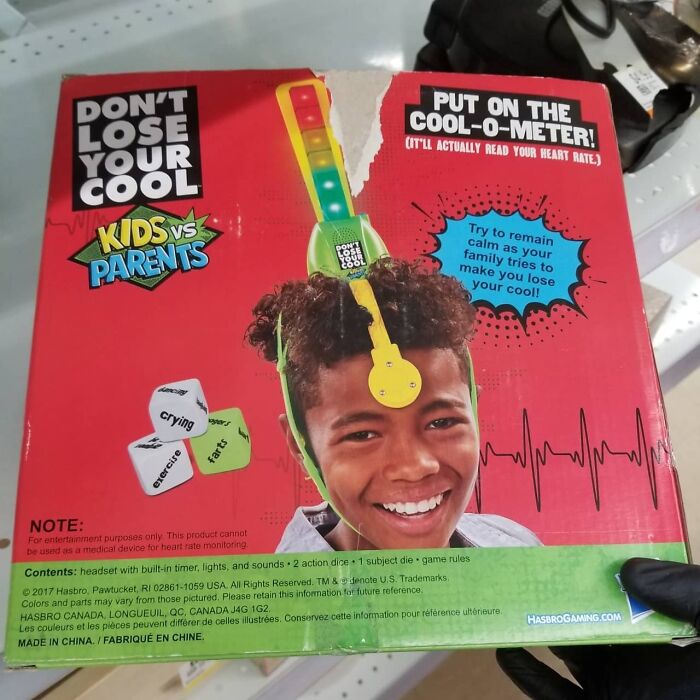 DON'T
LOSE
YOUR
COOL
KIDS VS
PARENTS
PUT ON THE
COOL-O-METER!
(IT'LL ACTUALLY READ YOUR HEART RATE.)
DON'T
LOSE
YOUR
COOL
Try to remain
calm as your
family tries to
make you lose
your cool!
dancing
crying
exercise
farts
NOTE:
For entertainment purposes only. This product cannot
be used as a medical device for heart rate monitoring.
Contents: headset with built-in timer, lights, and sounds • 2 action dice • 1 subject die • game rules
© 2017 Hasbro, Pawtucket, RI 02861-1059 USA. All Rights Reserved. TM & ® denote U.S. Trademarks.
Colors and parts may vary from those pictured. Please retain this information for future reference.
HASBRO CANADA, LONGUEUIL, QC, CANADA J4G 1G2.
Les couleurs et les pièces peuvent différer de celles illustrées. Conservez cette information pour référence ultérieure.
MADE IN CHINA. / FABRIQUÉ EN CHINE.
HASBROGAMING.COM